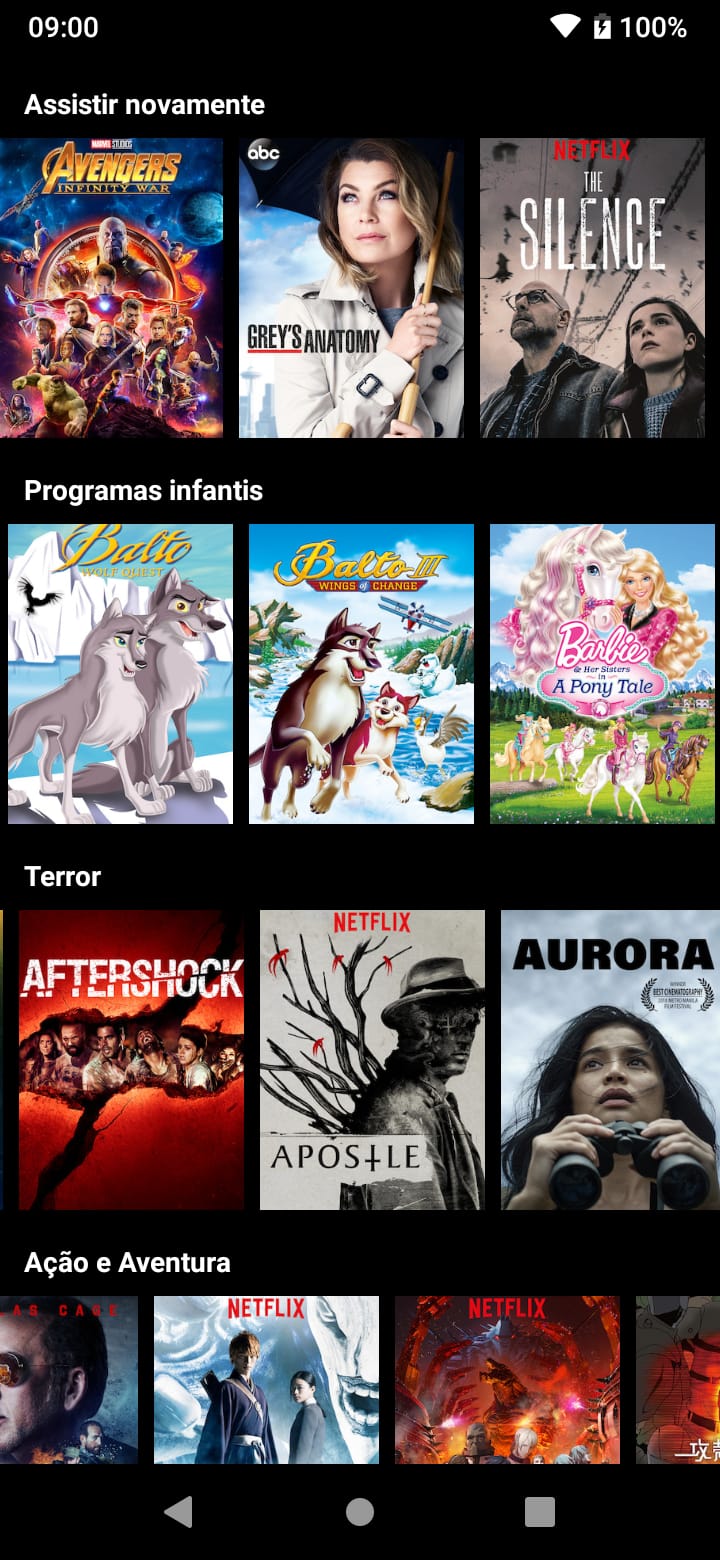 09:00
100%
Assistir novamente
MARVEL STUDIOS
AVENGERS
INFINITY WAR
abc
GREY'S ANATOMY
NETFLIX
THE
SILENCE
Programas infantis
Balto
WOLF QUEST
Balto III
WINGS of CHANGE
Barbie
& Her Sisters
in
A Pony Tale
Terror
AFTERSHOCK
NETFLIX
APOSTLE
AURORA
WINNER
BEST CINEMATOGRAPHY
2018 METRO MANILA
FILM FESTIVAL
Ação e Aventura
AS CAGE
NETFLIX
NETFLIX
攻